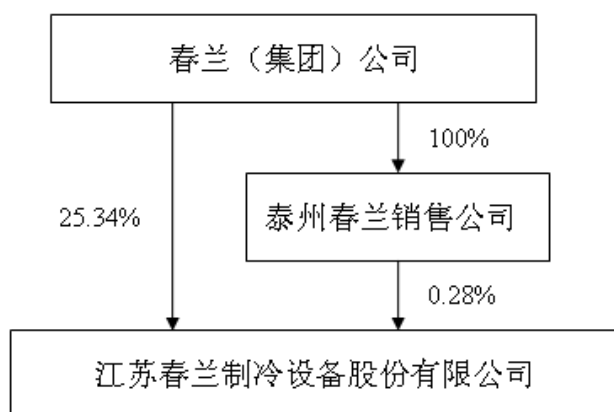 春兰（集团）公司
100%
25.34%
泰州春兰销售公司
0.28%
江苏春兰制冷设备股份有限公司